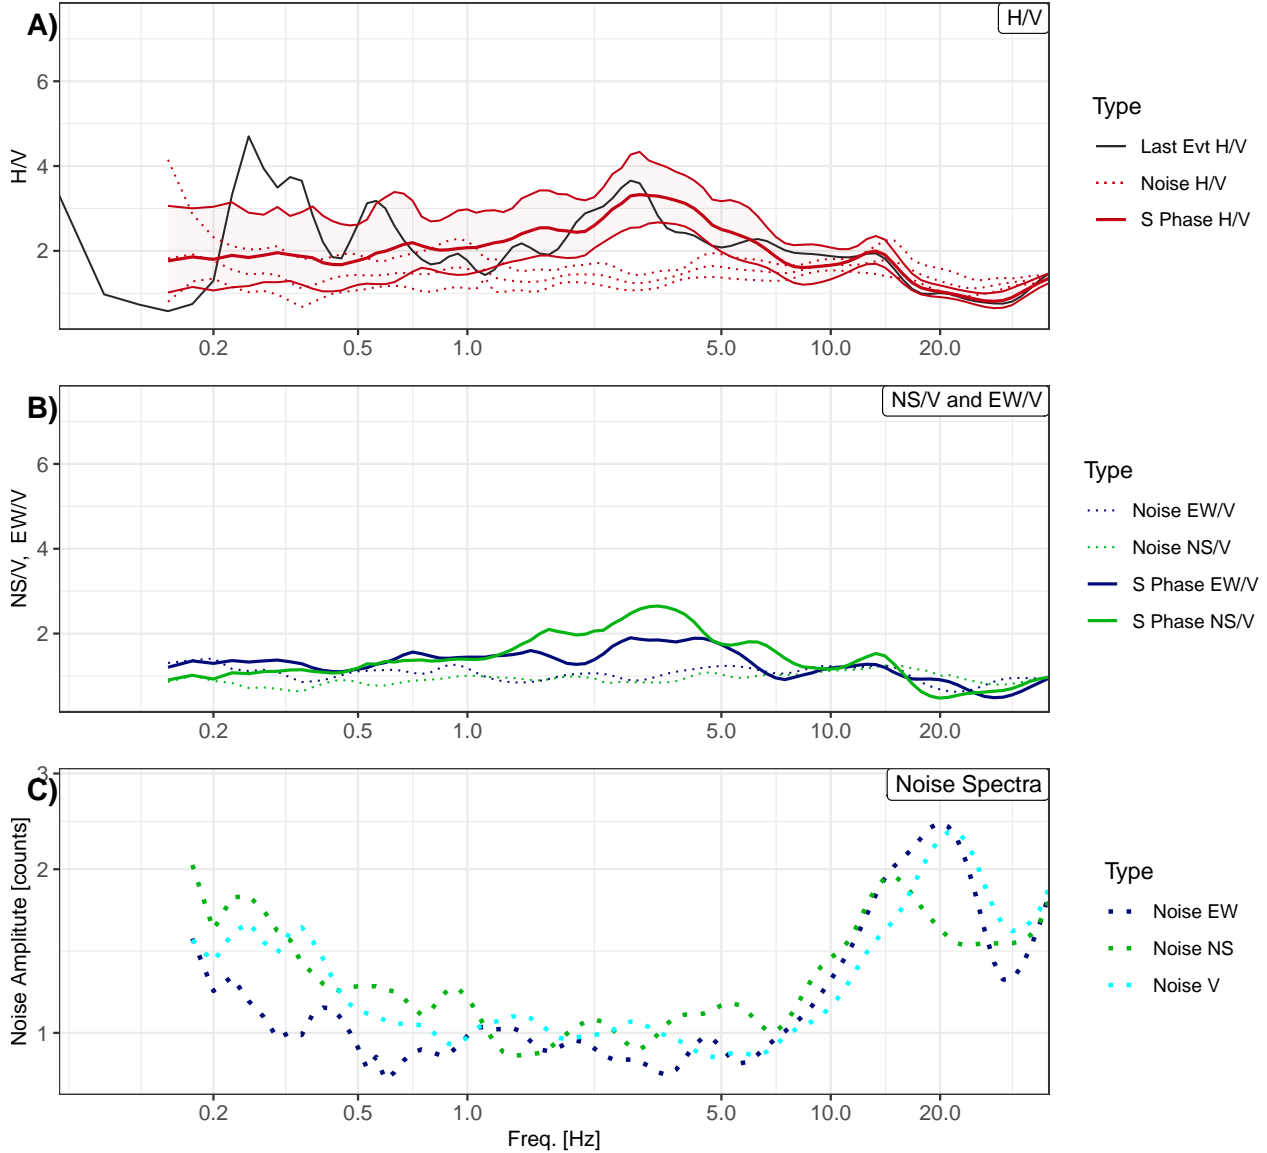 A)
H/V
6
4
2
H/V
0.2 0.5 1.0 5.0 10.0 20.0
Type
Last Evt H/V
Noise H/V
S Phase H/V
B)
NS/V and EW/V
6
4
2
NS/V, EW/V
0.2 0.5 1.0 5.0 10.0 20.0
Type
Noise EW/V
Noise NS/V
S Phase EW/V
S Phase NS/V
C)
Noise Spectra
3
2
1
Noise Amplitude [counts]
0.2 0.5 1.0 5.0 10.0 20.0
Freq. [Hz]
Type
Noise EW
Noise NS
Noise V